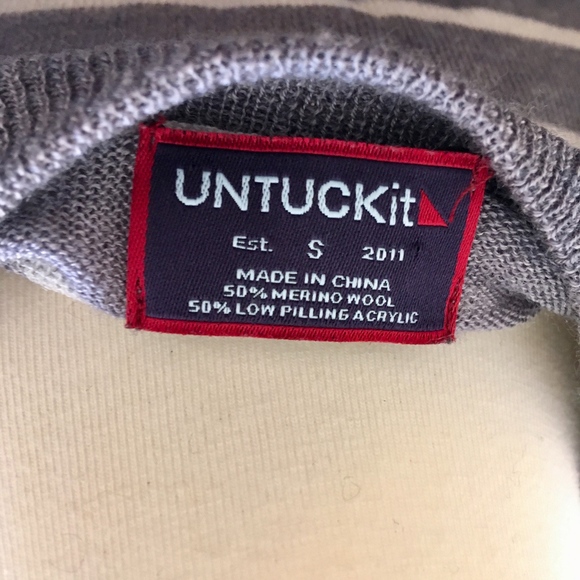 UNTUCKit
Est. S 2011
MADE IN CHINA
50% MERINO WOOL
50% LOW PILLING ACRYLIC